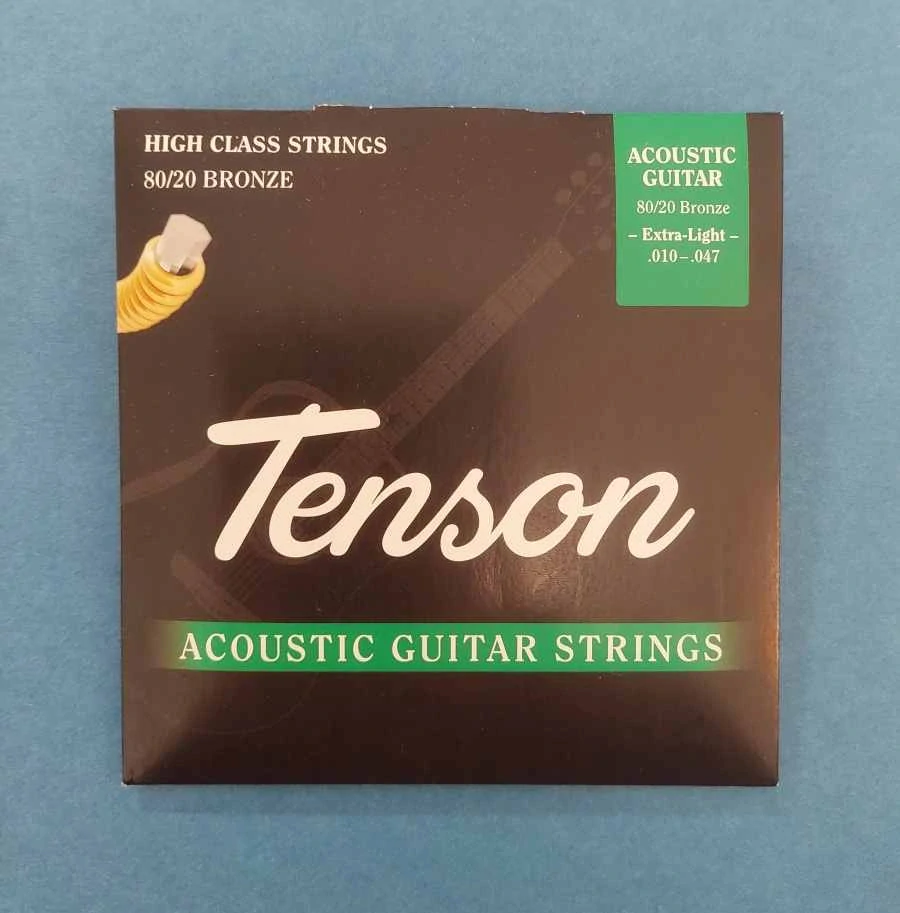 HIGH CLASS STRINGS
80/20 BRONZE
ACOUSTIC
GUITAR
80/20 Bronze
– Extra-Light –
.010–.047
Tenson
ACOUSTIC GUITAR STRINGS